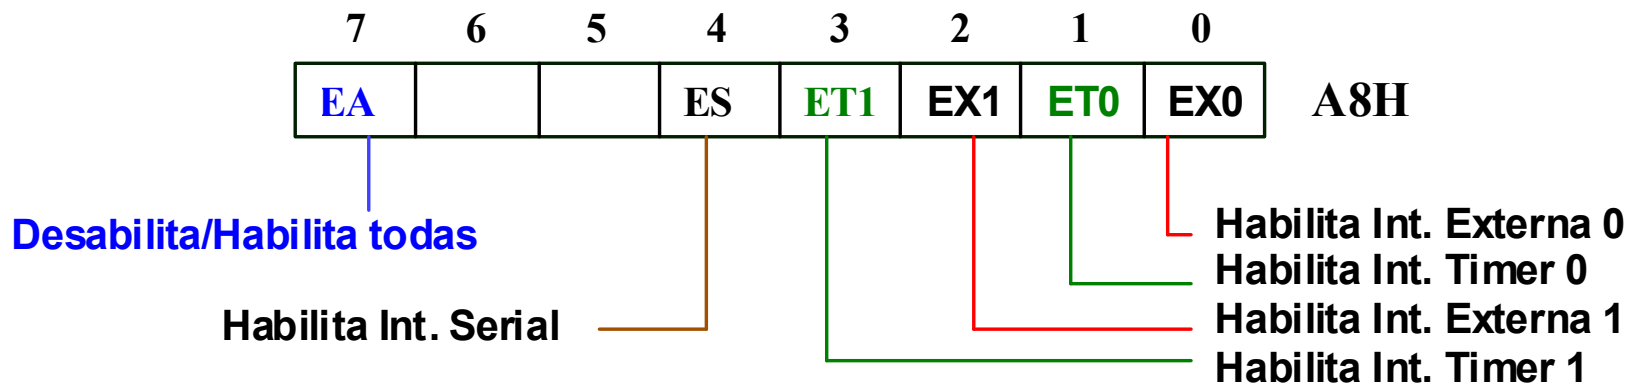 7 6 5 4 3 2 1 0
EA ES ET1 EX1 ET0 EX0 A8H
Desabilita/Habilita todas
Habilita Int. Serial
Habilita Int. Externa 0
Habilita Int. Timer 0
Habilita Int. Externa 1
Habilita Int. Timer 1